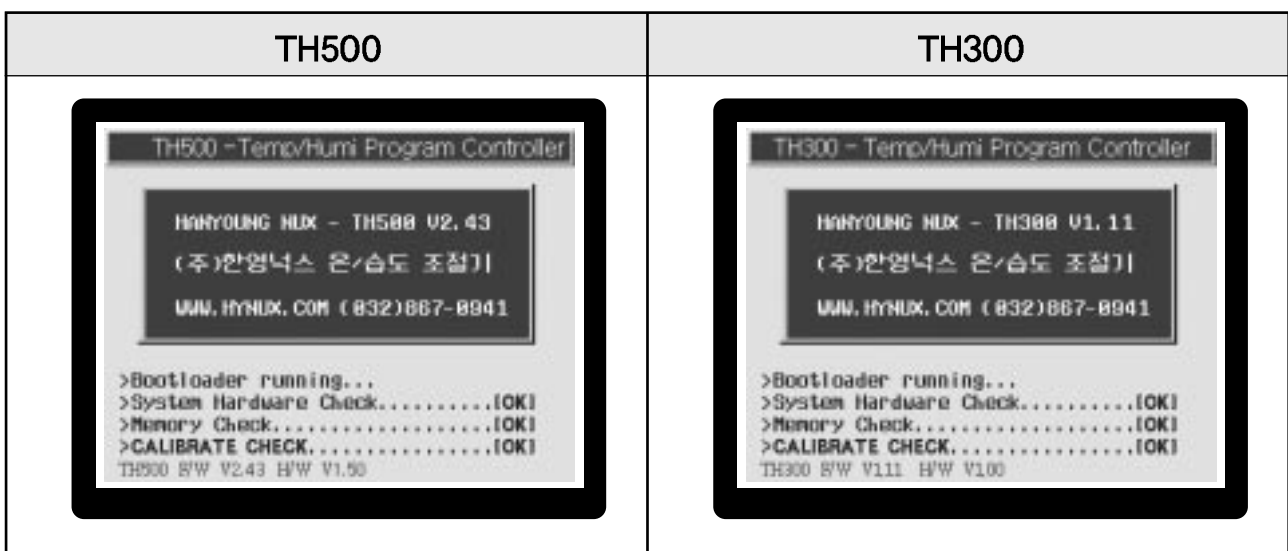 TH500
TH300
TH500 -Temp/Humi Program Controller
HANYOUNG NUX - TH500 V2.43
(주)한영넉스 온/습도 조절기
WWW.HYNUX.COM (032)867-0941
>Bootloader running...
>System Hardware Check..........[OK]
>Memory Check...................[OK]
>CALIBRATE CHECK................[OK]
TH500 S/W V2.43 H/W V1.50
TH300 - Temp/Humi Program Controller
HANYOUNG NUX - TH300 V1.11
(주)한영넉스 온/습도 조절기
WWW.HYNUX.COM (032)867-0941
>Bootloader running...
>System Hardware Check..........[OK]
>Memory Check...................[OK]
>CALIBRATE CHECK................[OK]
TH300 S/W V1.11 H/W V1.00